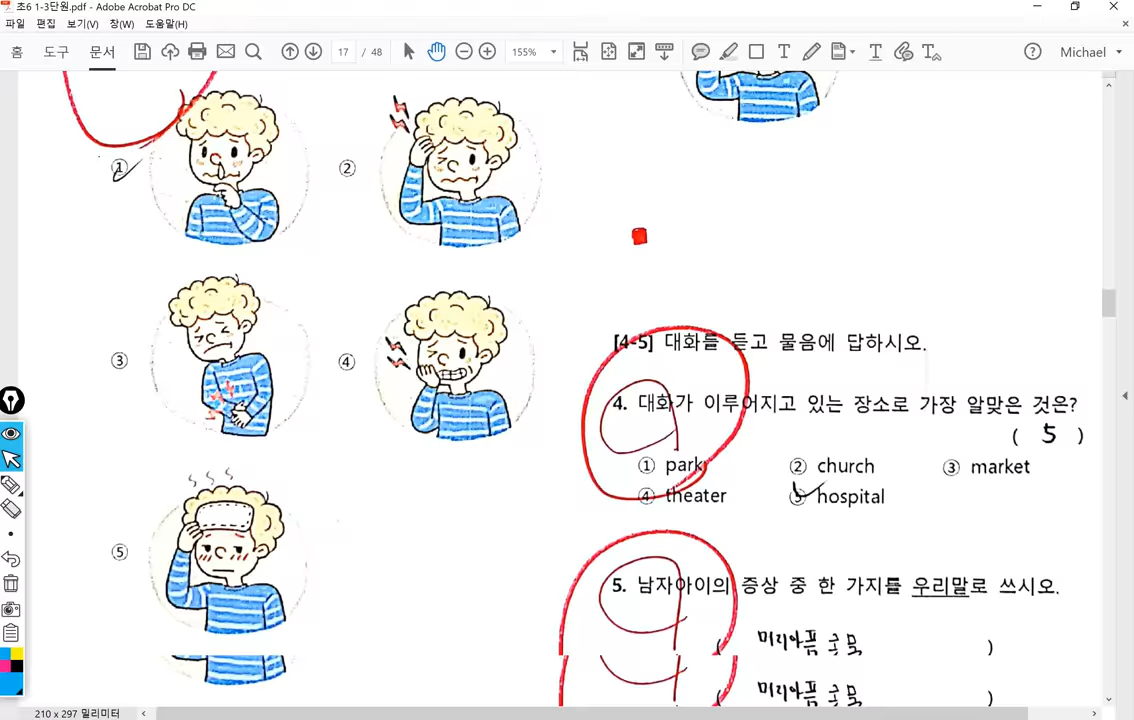 초6 1-3단원.pdf - Adobe Acrobat Pro DC
파일 편집 보기(V) 창(W) 도움말(H)
홈 도구 문서 17 / 48 155% Michael
①
②
③
④
⑤
[4-5] 대화를 듣고 물음에 답하시오.
4. 대화가 이루어지고 있는 장소로 가장 알맞은 것은?
( 5 )
① park ② church ③ market
④ theater ⑤ hospital
5. 남자아이의 증상 중 한 가지를 우리말로 쓰시오.
( )
( )
210 x 297 밀리미터